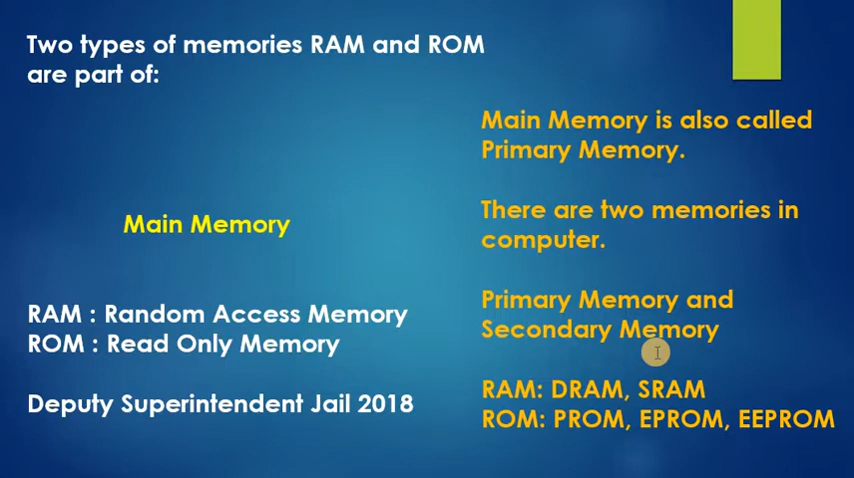 Two types of memories RAM and ROM
are part of:
Main Memory
RAM : Random Access Memory
ROM : Read Only Memory
Deputy Superintendent Jail 2018
Main Memory is also called
Primary Memory.
There are two memories in
computer.
Primary Memory and
Secondary Memory
RAM: DRAM, SRAM
ROM: PROM, EPROM, EEPROM